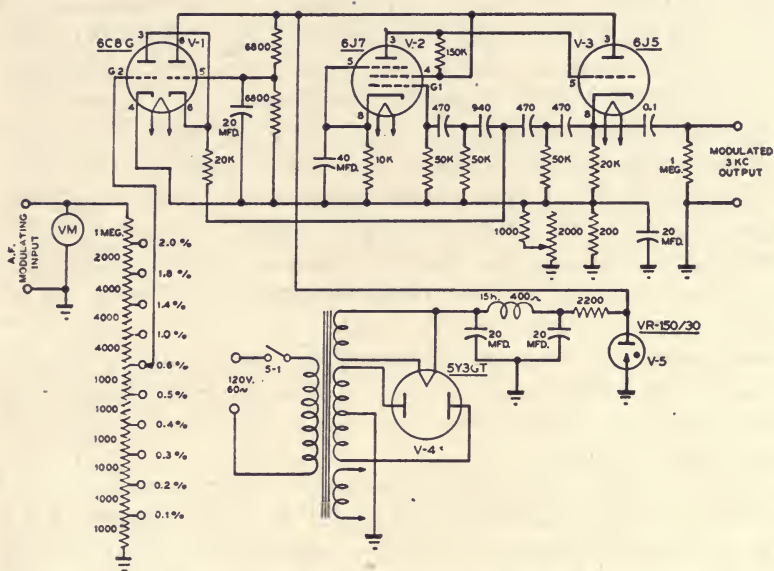 6C8G
V-1
3
6
G2
5
4
8
6800
6800
20 MFD.
20K
6J7
V-2
3
150K
5
4
G1
8
40 MFD.
10K
470
940
470
470
50K
50K
50K
V-3
6J5
3
5
8
0.1
20K
1 MEG.
MODULATED 3 KC OUTPUT
1000
2000
200
20 MFD.
A.F. MODULATING INPUT
VM
1 MEG.
2000
2.0 %
4000
1.8 %
4000
1.4 %
4000
1.0 %
0.6 %
1000
0.5 %
1000
0.4 %
1000
0.3 %
1000
0.2 %
1000
0.1 %
1000
S-1
120V. 60~
5Y3GT
V-4
15h. 400~
20 MFD.
20 MFD.
2200
VR-150/30
V-5